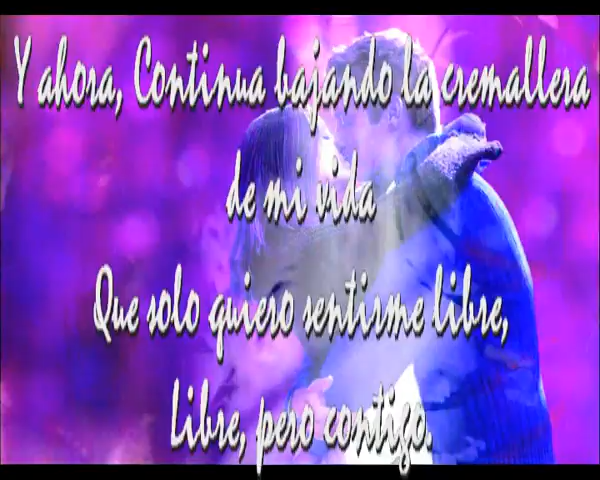 Y ahora, Continua bajando la cremallera
de mi vida
Que solo quiero sentirme libre,
Libre, pero contigo.